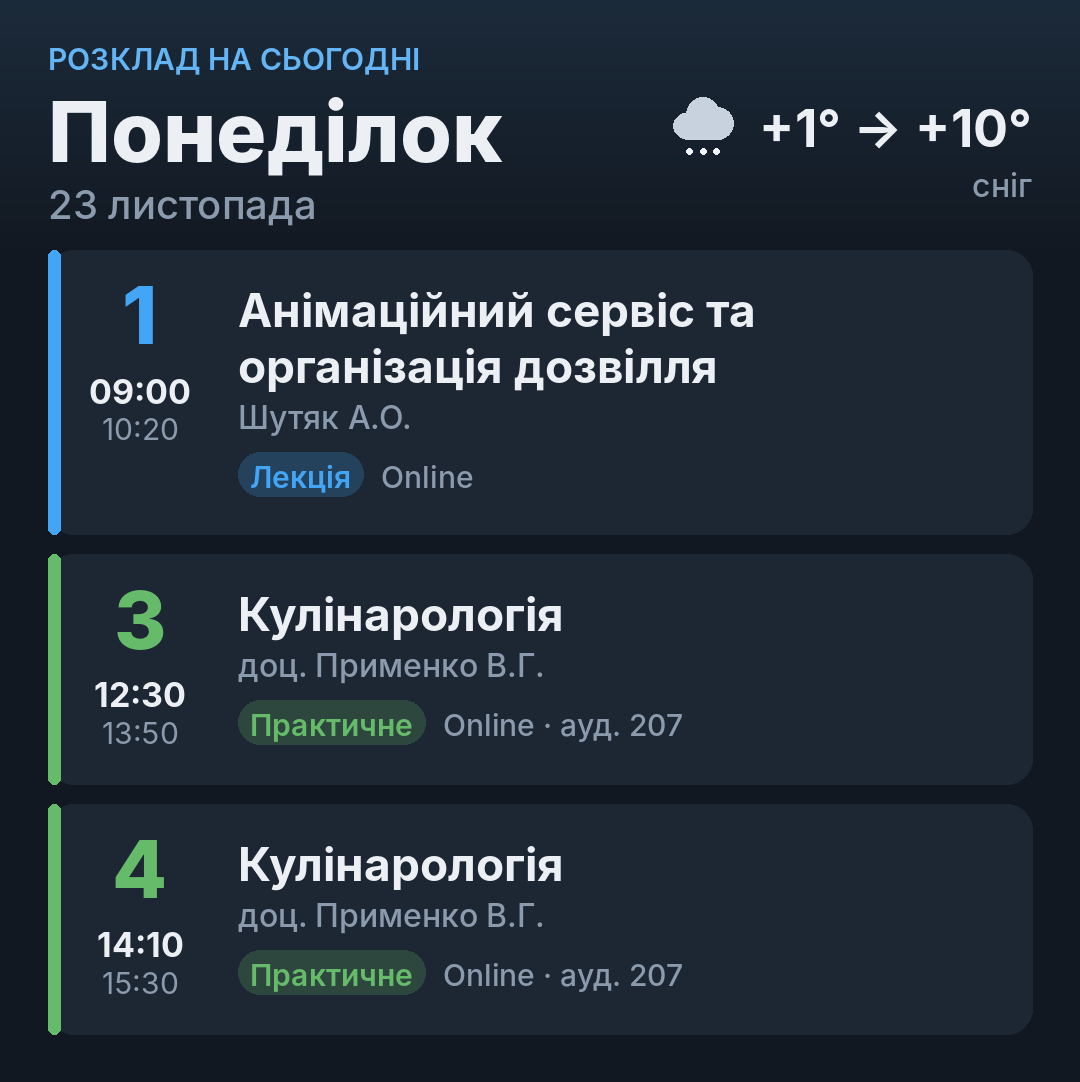 РОЗКЛАД НА СЬОГОДНІ
Понеділок
23 листопада
+1° → +10°
сніг
1
09:00
10:20
Анімаційний сервіс та
організація дозвілля
Шутяк А.О.
Лекція Online
3
12:30
13:50
Кулінарологія
доц. Применко В.Г.
Практичне Online · ауд. 207
4
14:10
15:30
Кулінарологія
доц. Применко В.Г.
Практичне Online · ауд. 207